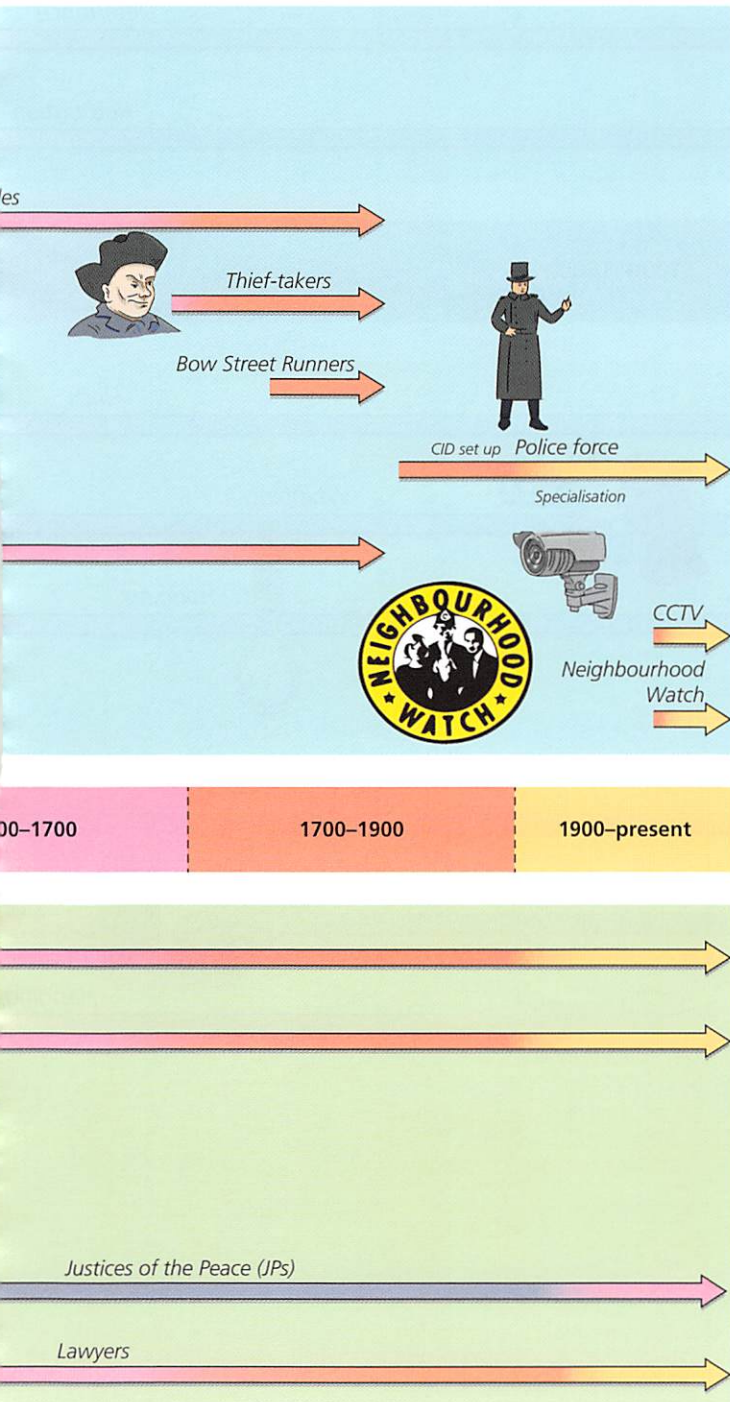 les
Thief-takers
Bow Street Runners
CID set up Police force
Specialisation
NEIGHBOURHOOD
WATCH
CCTV
Neighbourhood
Watch
00–1700
1700–1900
1900–present
Justices of the Peace (JPs)
Lawyers